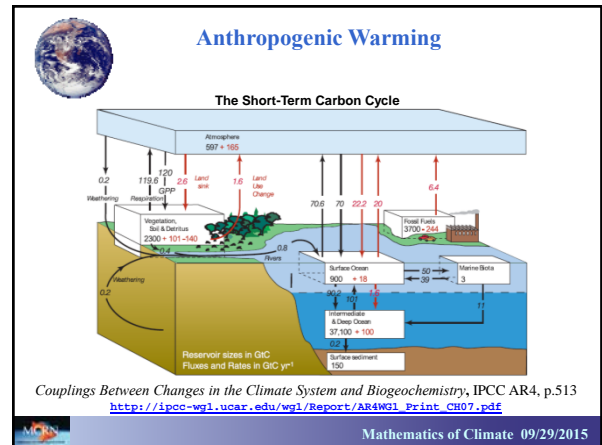 Anthropogenic Warming
The Short-Term Carbon Cycle
Atmosphere
597 + 165
0.2
Weathering
119.6
Respiration
120
GPP
2.6
Land
sink
1.6
Land
Use
Change
70.6
70
22.2
20
6.4
Fossil Fuels
3700 - 244
Vegetation,
Soil & Detritus
2300 + 101 -140
0.4
0.8
Rivers
Weathering
0.2
Surface Ocean
900 + 18
50
39
Marine Biota
3
90.2
101
1.6
11
Intermediate
& Deep Ocean
37,100 + 100
0.2
Surface sediment
150
Reservoir sizes in GtC
Fluxes and Rates in GtC yr⁻¹
Couplings Between Changes in the Climate System and Biogeochemistry, IPCC AR4, p.513
http://ipcc-wg1.ucar.edu/wg1/Report/AR4WG1_Print_CH07.pdf
MCRN
Mathematics of Climate 09/29/2015